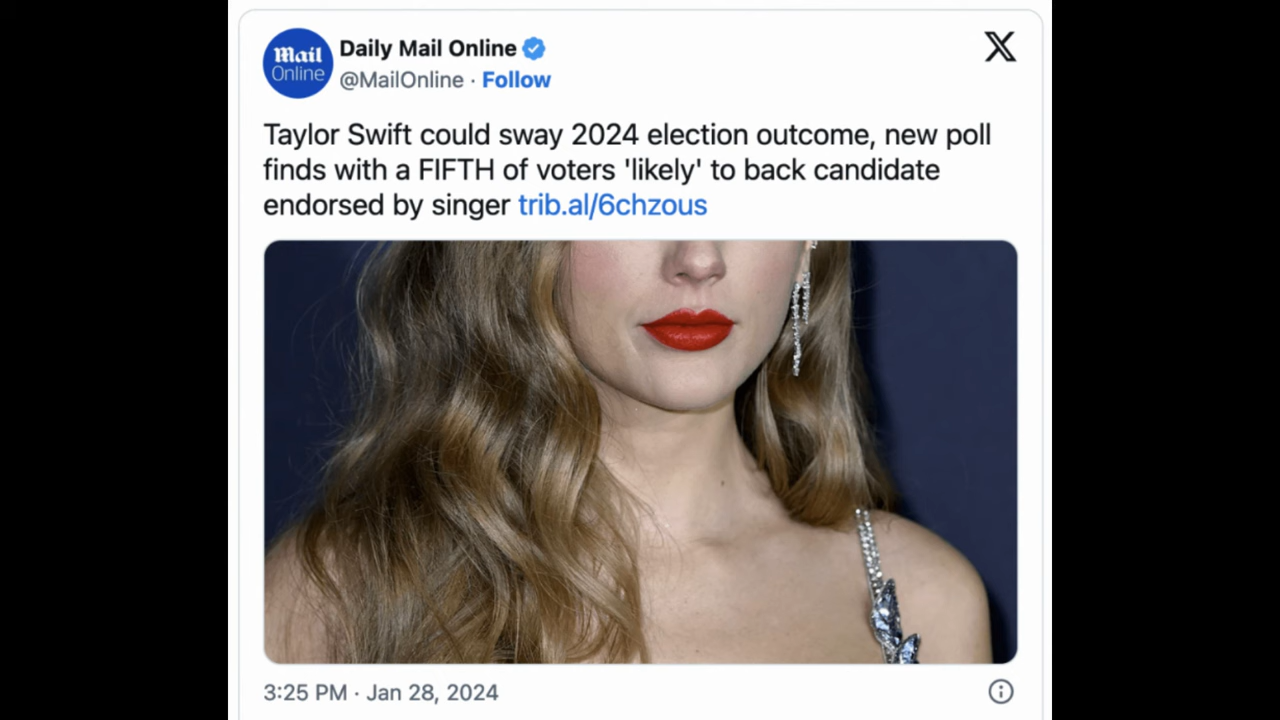 Mail
Online
Daily Mail Online
@MailOnline · Follow
X
Taylor Swift could sway 2024 election outcome, new poll
finds with a FIFTH of voters 'likely' to back candidate
endorsed by singer trib.al/6chzous
3:25 PM · Jan 28, 2024